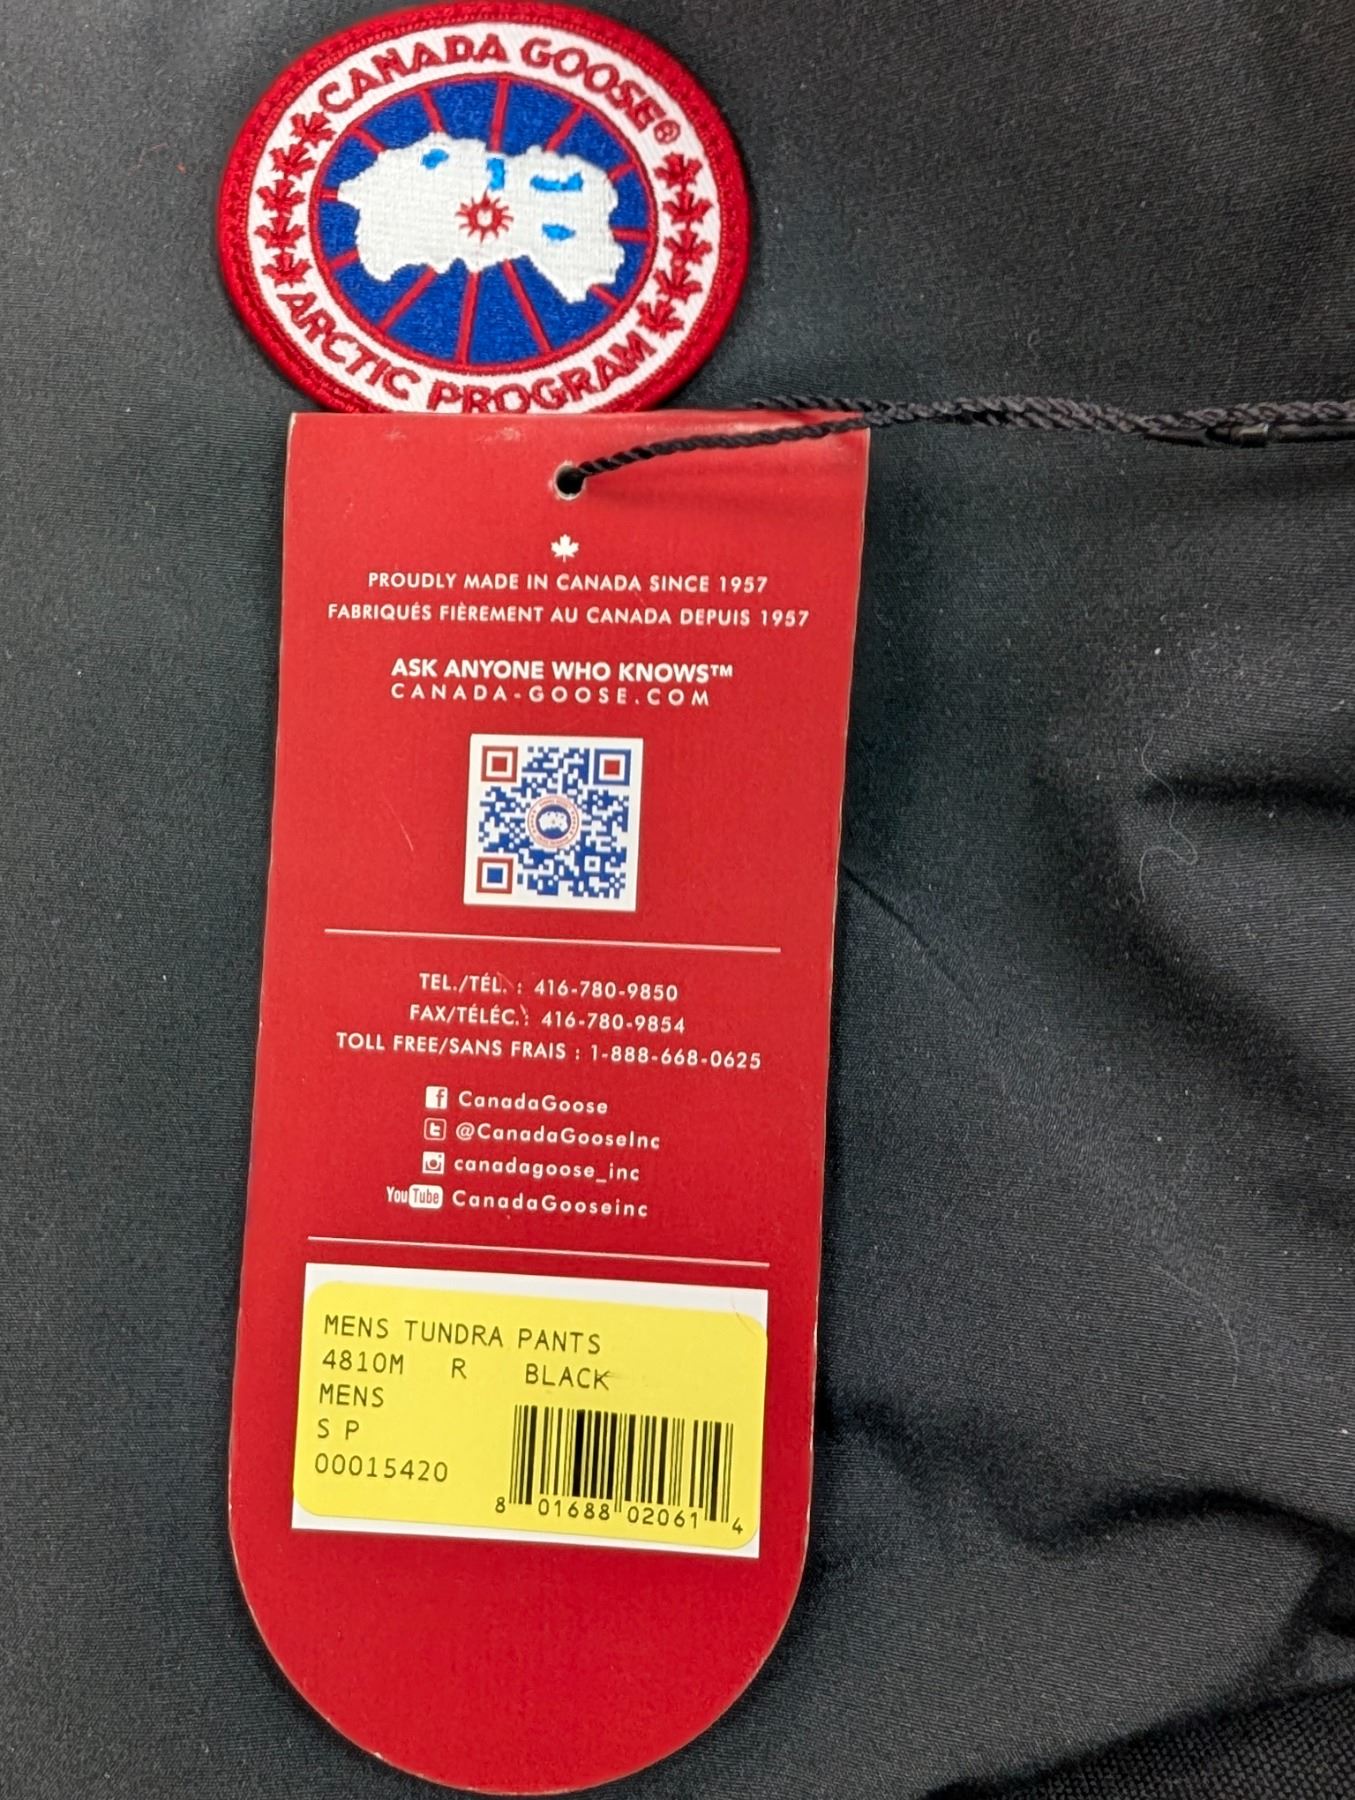 CANADA GOOSE®
ARCTIC PROGRAM
PROUDLY MADE IN CANADA SINCE 1957
FABRIQUÉS FIÈREMENT AU CANADA DEPUIS 1957
ASK ANYONE WHO KNOWS™
CANADA-GOOSE.COM
TEL./TÉL. : 416-780-9850
FAX/TÉLÉC. : 416-780-9854
TOLL FREE/SANS FRAIS : 1-888-668-0625
f CanadaGoose
t @CanadaGooseInc
canadagoose_inc
YouTube CanadaGooseinc
MENS TUNDRA PANTS
4810M R BLACK
MENS
S P
00015420
8 01688 02061 4